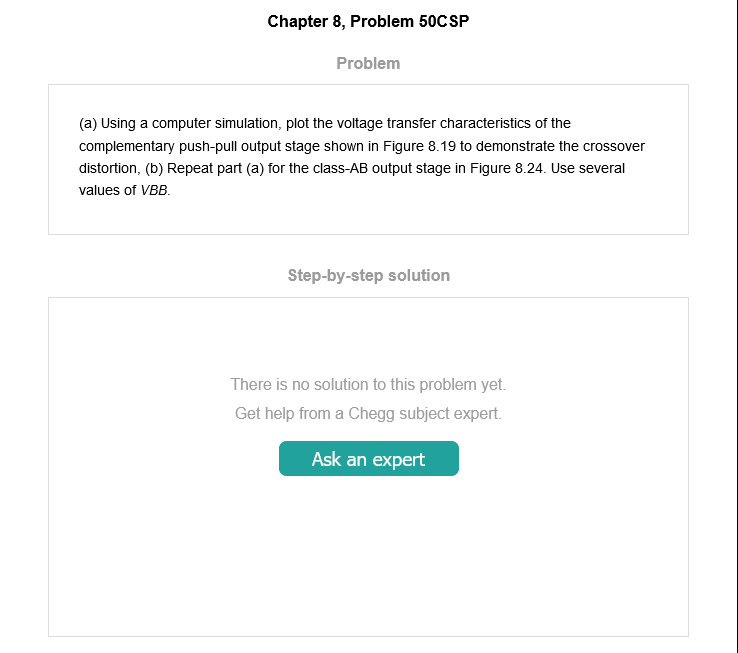 Chapter 8, Problem 50CSP
Problem
(a) Using a computer simulation, plot the voltage transfer characteristics of the
complementary push-pull output stage shown in Figure 8.19 to demonstrate the crossover
distortion, (b) Repeat part (a) for the class-AB output stage in Figure 8.24. Use several
values of VBB.
Step-by-step solution
There is no solution to this problem yet.
Get help from a Chegg subject expert.
Ask an expert